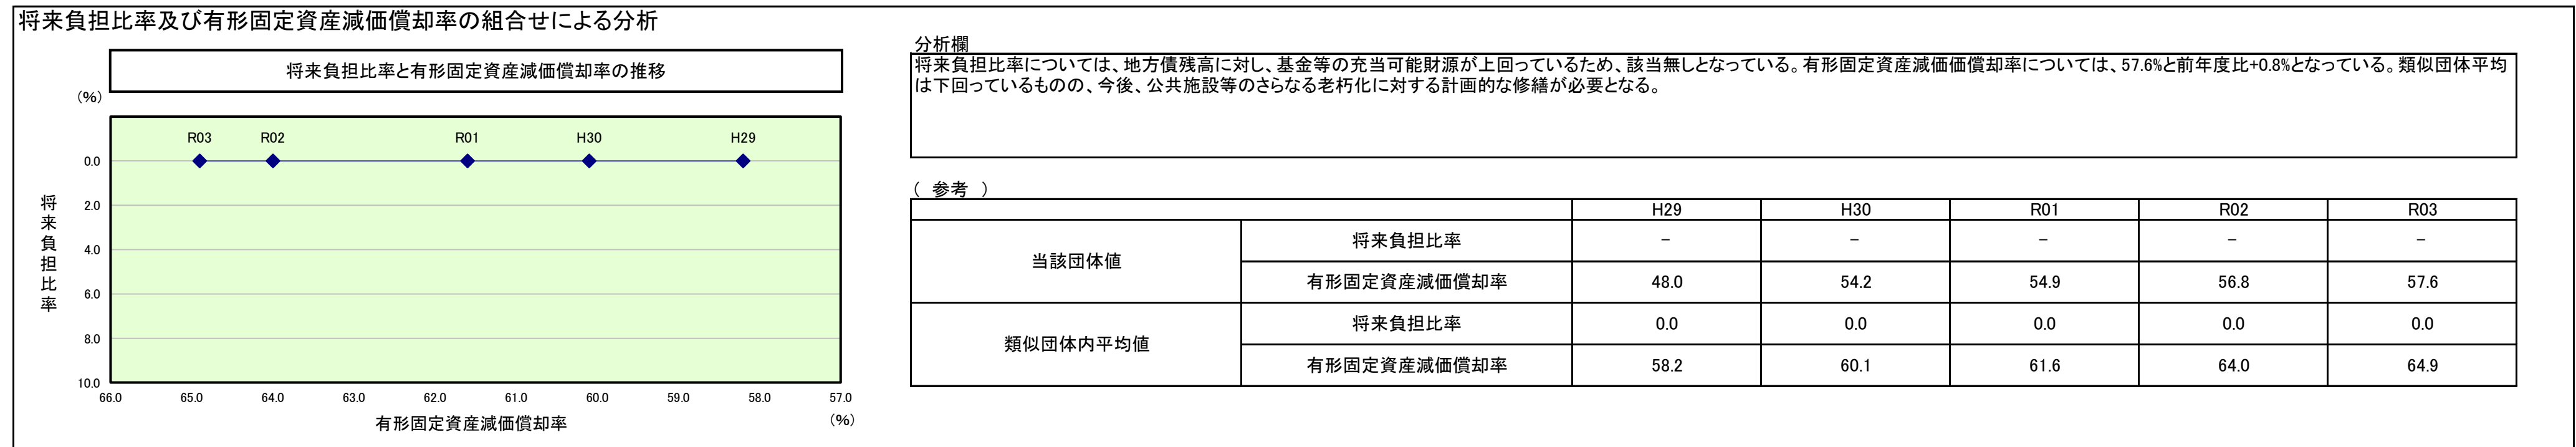 将来負担比率及び有形固定資産減価償却率の組合せによる分析
将来負担比率と有形固定資産減価償却率の推移
（％）
R03 R02 R01 H30 H29
0.0
2.0
4.0
6.0
8.0
10.0
将来負担比率
66.0 65.0 64.0 63.0 62.0 61.0 60.0 59.0 58.0 57.0
有形固定資産減価償却率
（％）
分析欄
将来負担比率については、地方債残高に対し、基金等の充当可能財源が上回っているため、該当無しとなっている。有形固定資産減価価償却率については、57.6%と前年度比+0.8%となっている。類似団体平均
は下回っているものの、今後、公共施設等のさらなる老朽化に対する計画的な修繕が必要となる。
（ 参考 ）
H29 H30 R01 R02 R03
当該団体値
将来負担比率 － － － － －
有形固定資産減価償却率 48.0 54.2 54.9 56.8 57.6
類似団体内平均値
将来負担比率 0.0 0.0 0.0 0.0 0.0
有形固定資産減価償却率 58.2 60.1 61.6 64.0 64.9